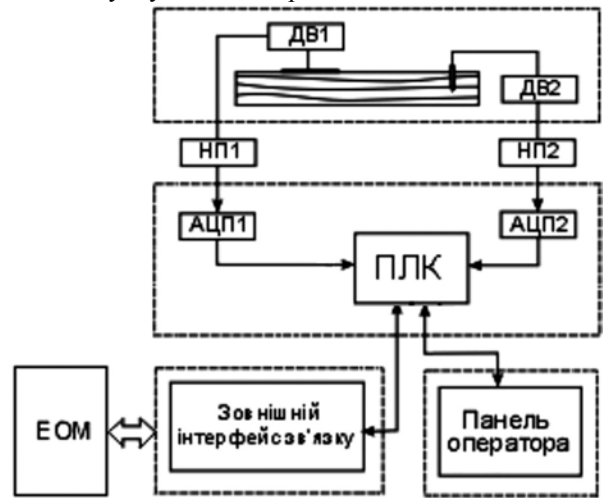 ДВ1
ДВ2
НП1
НП2
АЦП1
АЦП2
ПЛК
ЕОМ
Зовнішній
інтерфейс зв'язку
Панель
оператора